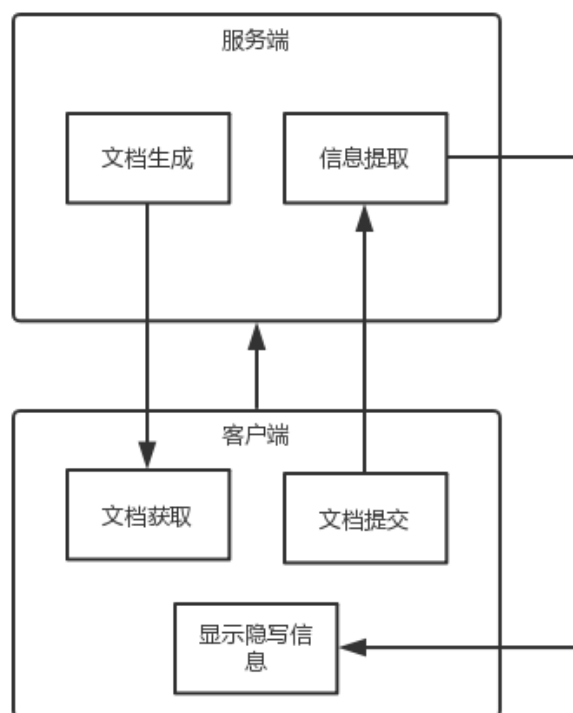 服务端
文档生成
信息提取
客户端
文档获取
文档提交
显示隐写信
息